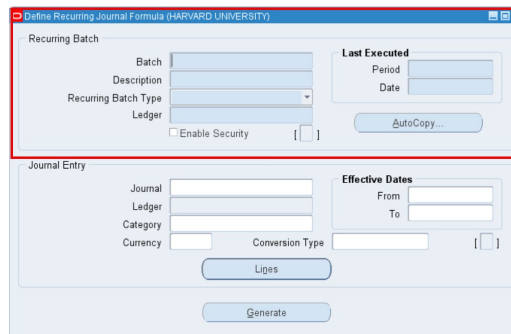 Define Recurring Journal Formula (HARVARD UNIVERSITY)
Recurring Batch
Batch
Description
Recurring Batch Type
Ledger
Enable Security [ ]
Last Executed
Period
Date
AutoCopy...
Journal Entry
Journal
Ledger
Category
Currency Conversion Type [ ]
Effective Dates
From
To
Lines
Generate